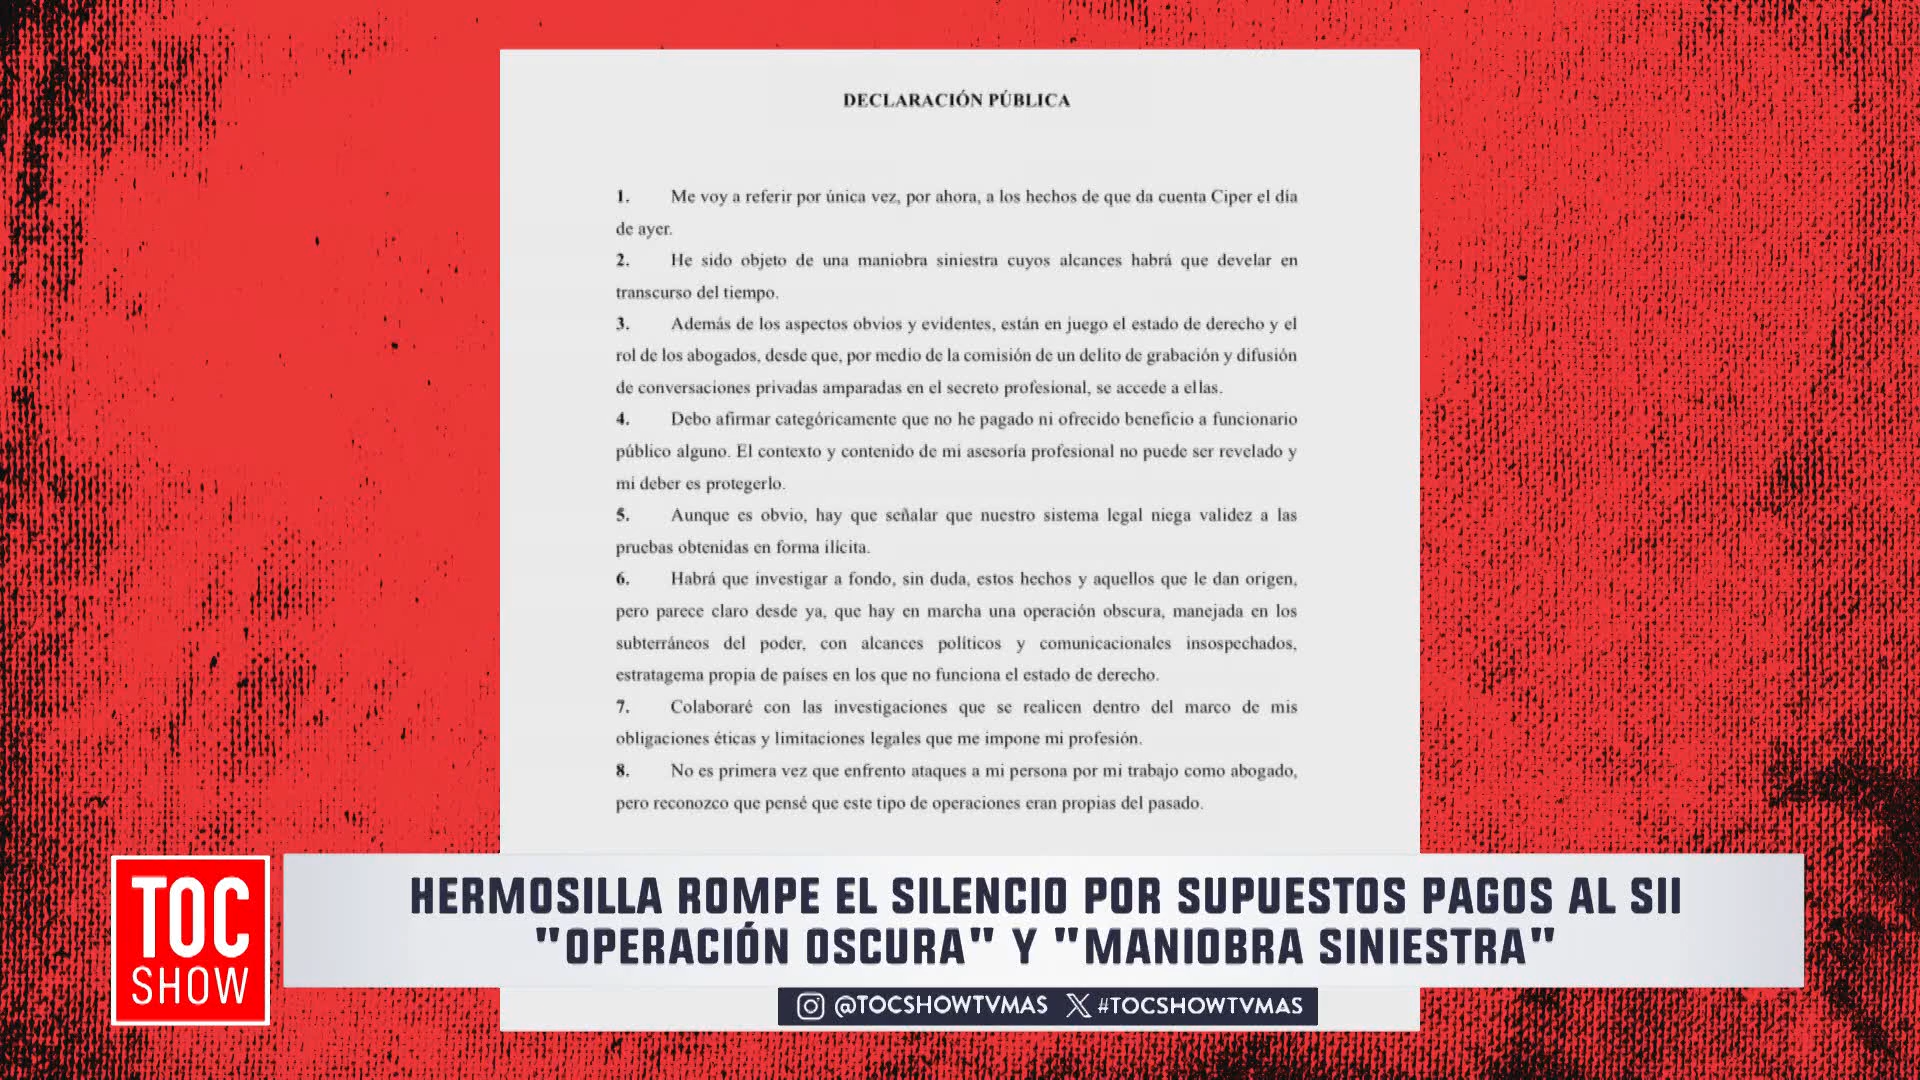 DECLARACIÓN PÚBLICA
1. Me voy a referir por única vez, por ahora, a los hechos de que da cuenta Ciper el día
de ayer.
2. He sido objeto de una maniobra siniestra cuyos alcances habrá que develar en
transcurso del tiempo.
3. Además de los aspectos obvios y evidentes, están en juego el estado de derecho y el
rol de los abogados, desde que, por medio de la comisión de un delito de grabación y difusión
de conversaciones privadas amparadas en el secreto profesional, se accede a ellas.
4. Debo afirmar categóricamente que no he pagado ni ofrecido beneficio a funcionario
público alguno. El contexto y contenido de mi asesoría profesional no puede ser revelado y
mi deber es protegerlo.
5. Aunque es obvio, hay que señalar que nuestro sistema legal niega validez a las
pruebas obtenidas en forma ilícita.
6. Habrá que investigar a fondo, sin duda, estos hechos y aquellos que le dan origen,
pero parece claro desde ya, que hay en marcha una operación obscura, manejada en los
subterráneos del poder, con alcances políticos y comunicacionales insospechados,
estratagema propia de países en los que no funciona el estado de derecho.
7. Colaboraré con las investigaciones que se realicen dentro del marco de mis
obligaciones éticas y limitaciones legales que me impone mi profesión.
8. No es primera vez que enfrento ataques a mi persona por mi trabajo como abogado,
pero reconozco que pensé que este tipo de operaciones eran propias del pasado.
TOC
SHOW
HERMOSILLA ROMPE EL SILENCIO POR SUPUESTOS PAGOS AL SII
"OPERACIÓN OSCURA" Y "MANIOBRA SINIESTRA"
@TOCSHOWTVMAS #TOCSHOWTVMAS